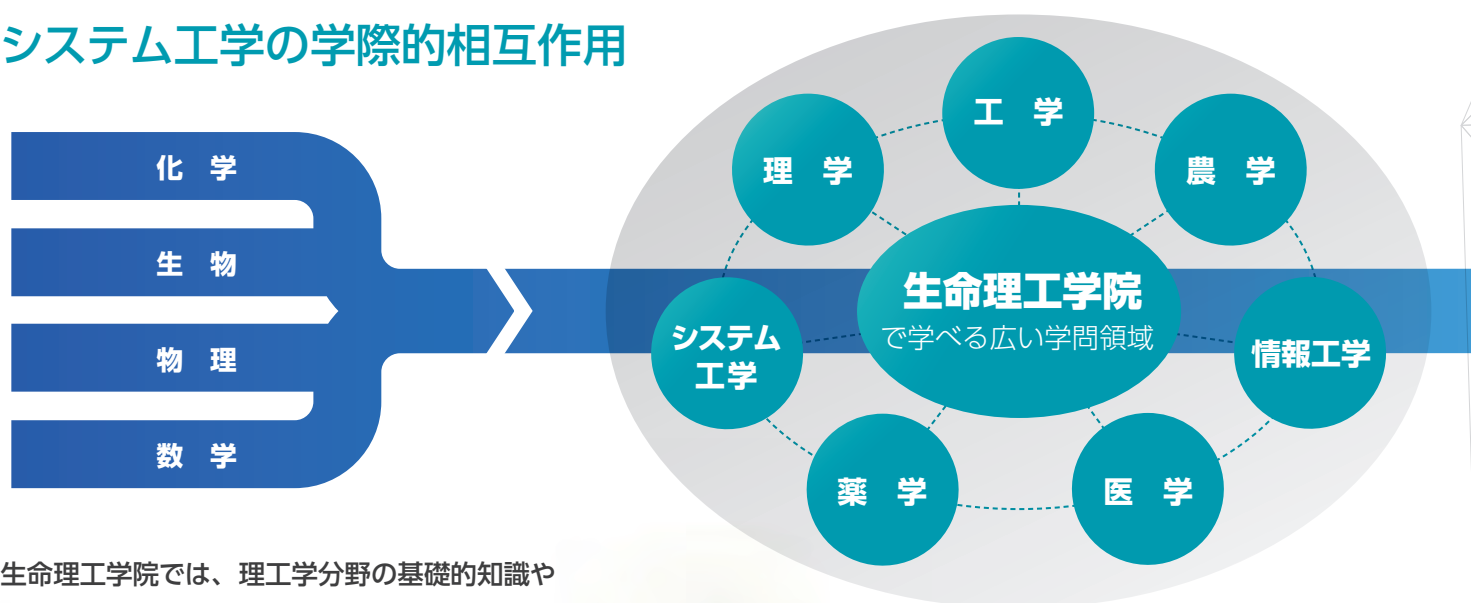 システム工学の学際的相互作用
化　学
生　物
物　理
数　学
工　学
理　学
農　学
生命理工学院
で学べる広い学問領域
システム
工学
情報工学
薬　学
医　学
生命理工学院では、理工学分野の基礎的知識や